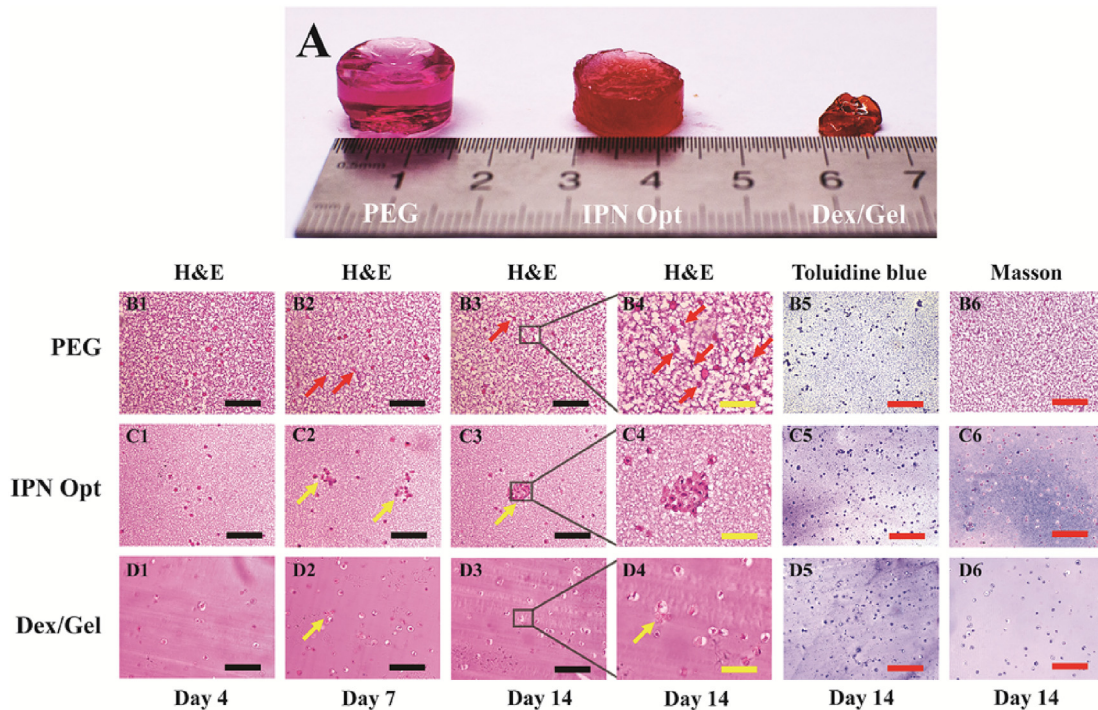 A
0.5mm
1 2 3 4 5 6 7
PEG IPN Opt Dex/Gel
H&E H&E H&E H&E Toluidine blue Masson
PEG B1 B2 B3 B4 B5 B6
IPN Opt C1 C2 C3 C4 C5 C6
Dex/Gel D1 D2 D3 D4 D5 D6
Day 4 Day 7 Day 14 Day 14 Day 14 Day 14